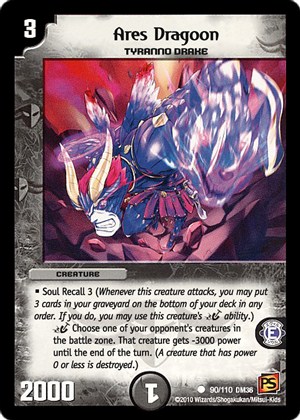 3
Ares Dragoon
TYRANNO DRAKE
CREATURE
■ Soul Recall 3 (Whenever this creature attacks, you may put
3 cards in your graveyard on the bottom of your deck in any
order. If you do, you may use this creature's ability.)
Choose one of your opponent's creatures in
the battle zone. That creature gets -3000 power
until the end of the turn. (A creature that has power
0 or less is destroyed.)
E
2000
1
90/110 DM36
©2010 Wizards/Shogakukan/Mitsui-Kids
PS